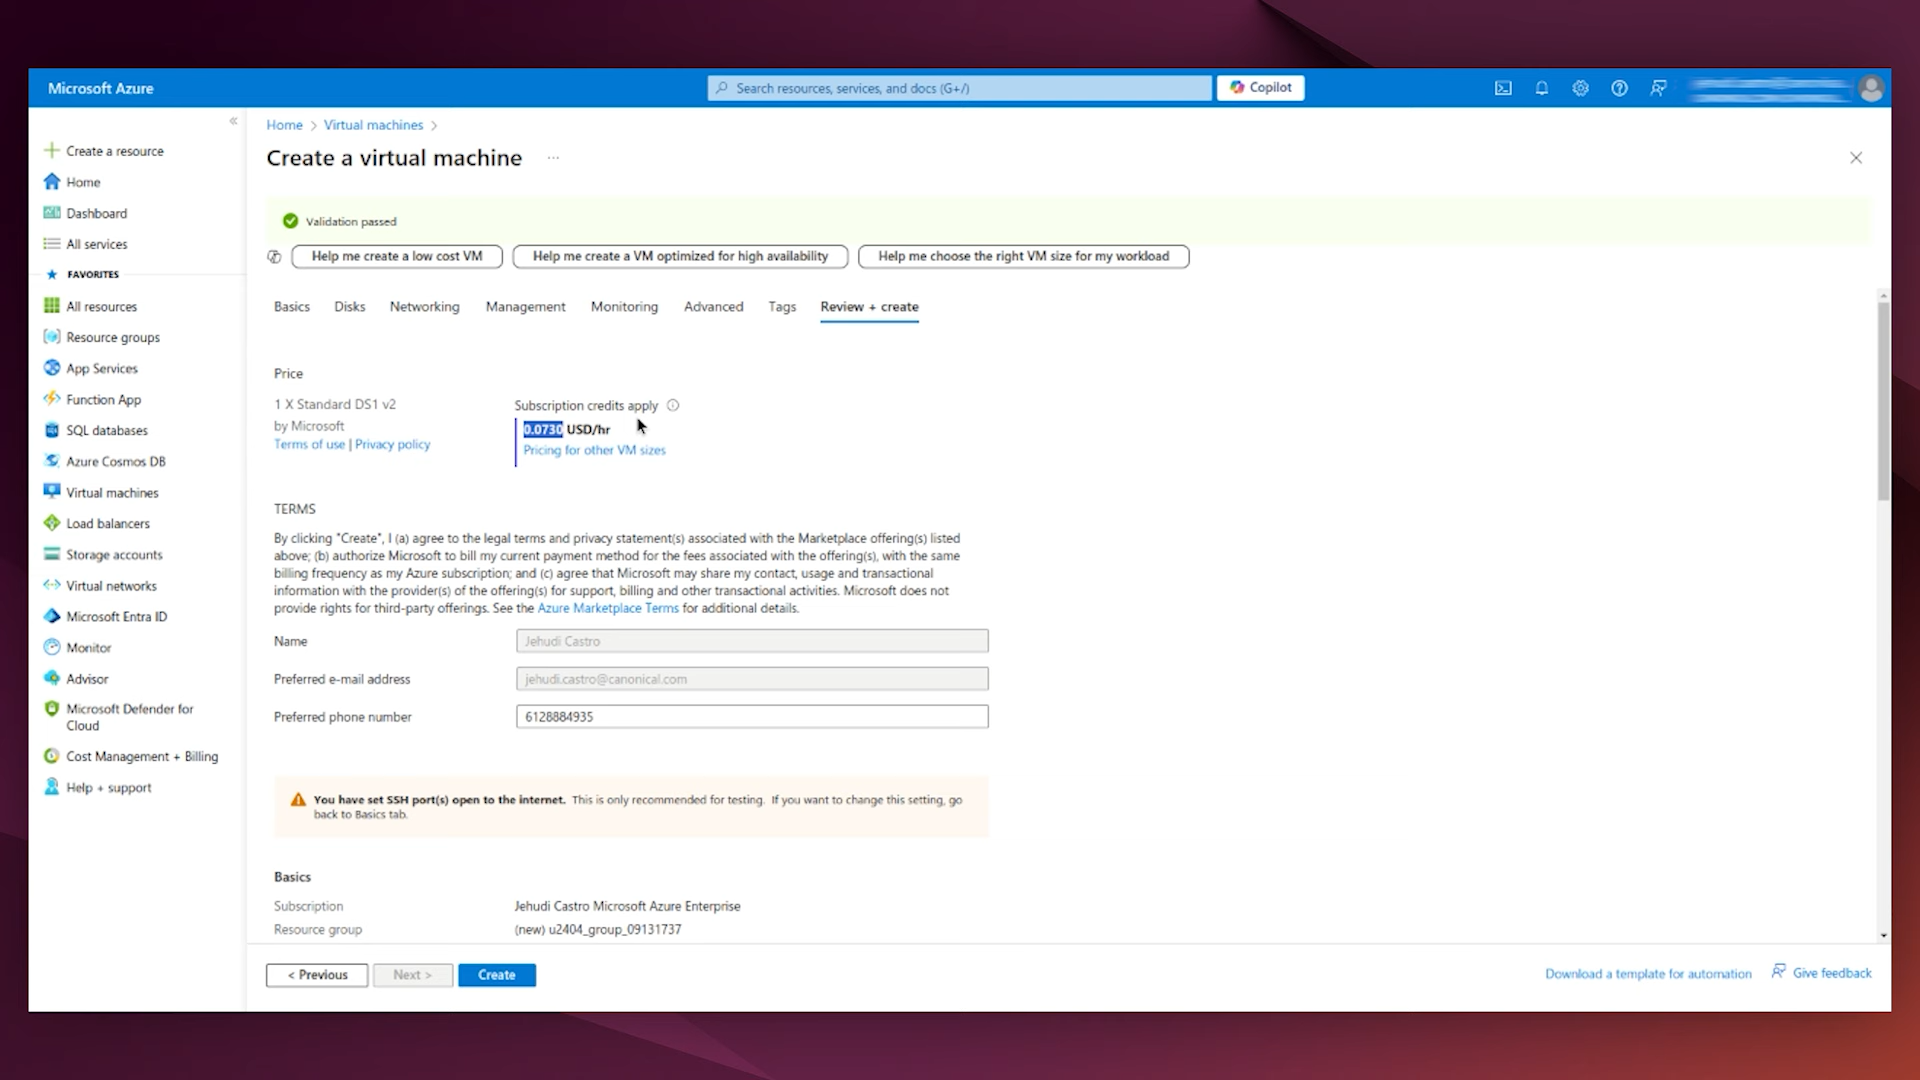 Microsoft Azure
Search resources, services, and docs (G+/)
Copilot
Create a resource
Home
Dashboard
All services
FAVORITES
All resources
Resource groups
App Services
Function App
SQL databases
Azure Cosmos DB
Virtual machines
Load balancers
Storage accounts
Virtual networks
Microsoft Entra ID
Monitor
Advisor
Microsoft Defender for
Cloud
Cost Management + Billing
Help + support
Home > Virtual machines >
Create a virtual machine ...
Validation passed
Help me create a low cost VM
Help me create a VM optimized for high availability
Help me choose the right VM size for my workload
Basics Disks Networking Management Monitoring Advanced Tags Review + create
Price
1 X Standard DS1 v2
by Microsoft
Terms of use | Privacy policy
Subscription credits apply
0.0730 USD/hr
Pricing for other VM sizes
TERMS
By clicking "Create", I (a) agree to the legal terms and privacy statement(s) associated with the Marketplace offering(s) listed
above; (b) authorize Microsoft to bill my current payment method for the fees associated with the offering(s), with the same
billing frequency as my Azure subscription; and (c) agree that Microsoft may share my contact, usage and transactional
information with the provider(s) of the offering(s) for support, billing and other transactional activities. Microsoft does not
provide rights for third-party offerings. See the Azure Marketplace Terms for additional details.
Name Jehudi Castro
Preferred e-mail address jehudi.castro@canonical.com
Preferred phone number 6128884935
You have set SSH port(s) open to the internet. This is only recommended for testing. If you want to change this setting, go
back to Basics tab.
Basics
Subscription Jehudi Castro Microsoft Azure Enterprise
Resource group (new) u2404_group_09131737
< Previous
Next >
Create
Download a template for automation
Give feedback